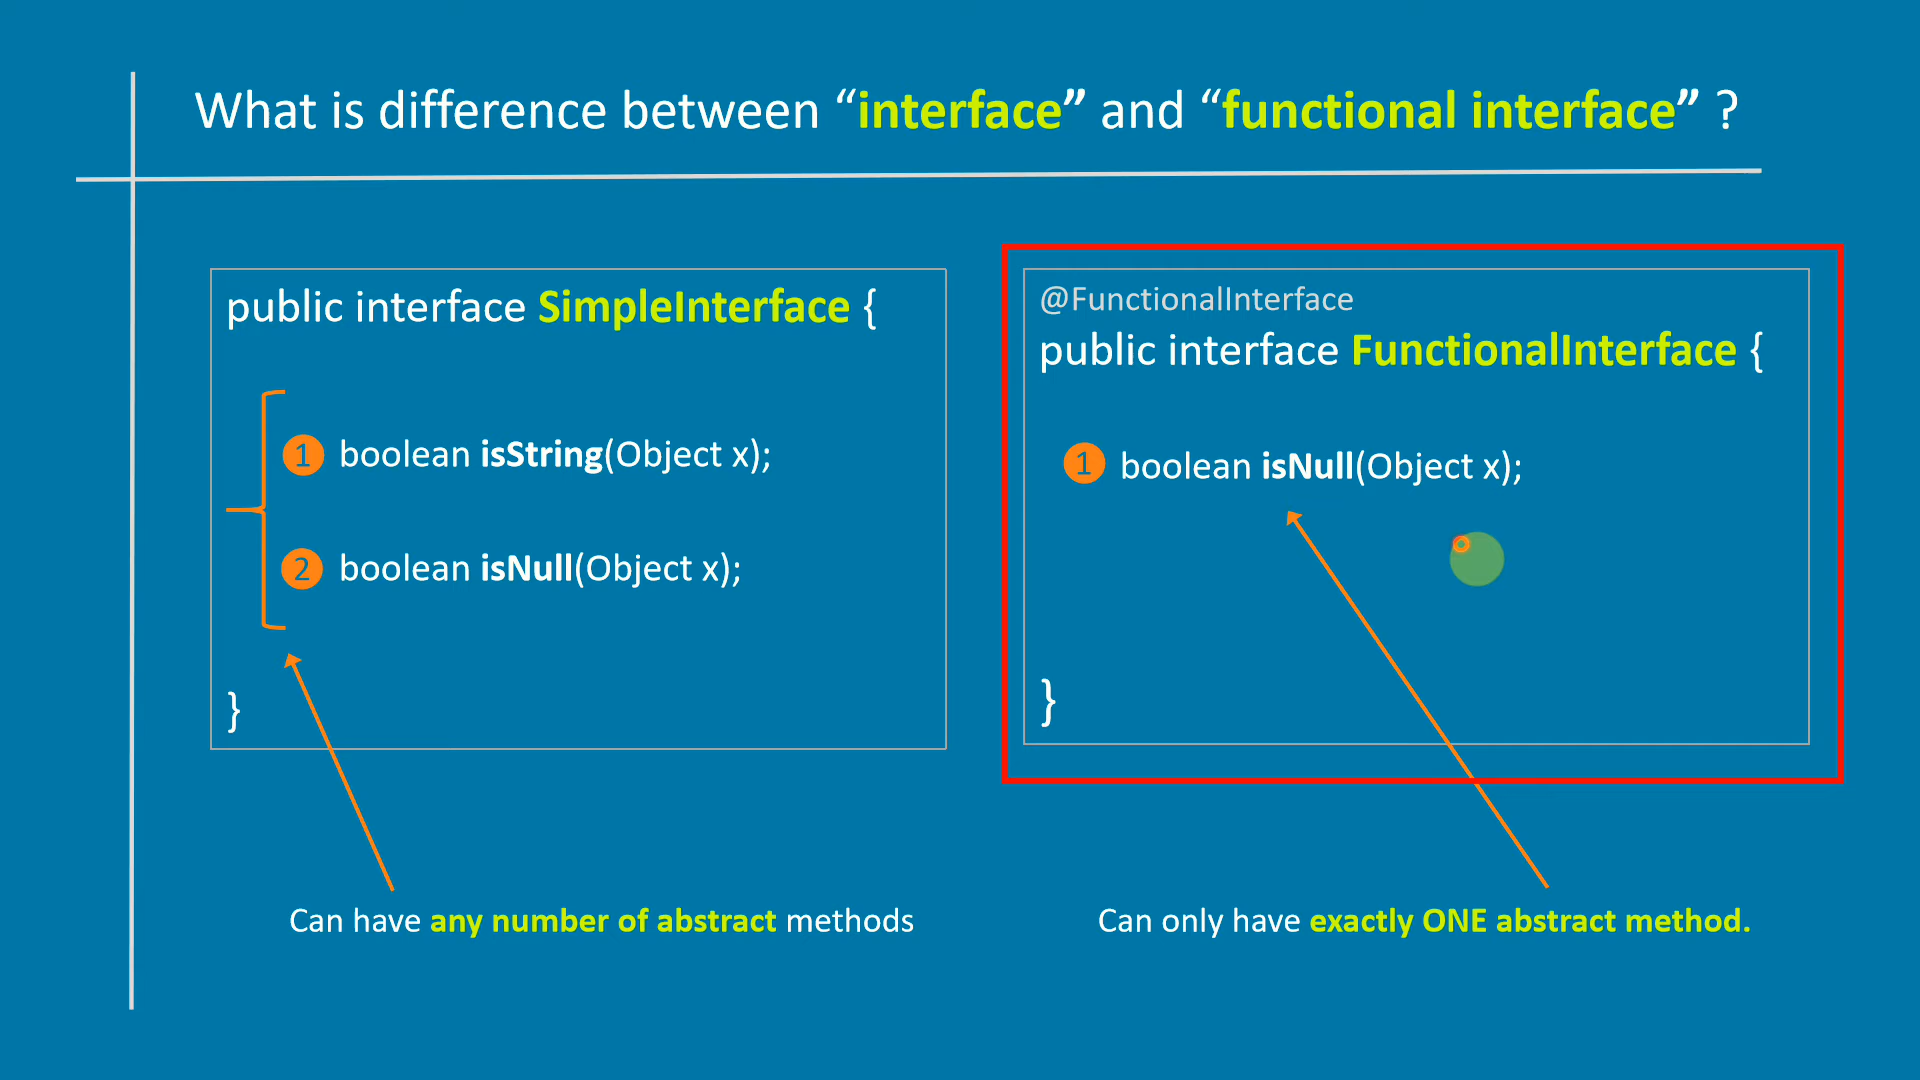 What is difference between “interface” and “functional interface” ?
public interface SimpleInterface {
1 boolean isString(Object x);
2 boolean isNull(Object x);
}
Can have any number of abstract methods
@FunctionalInterface
public interface FunctionalInterface {
1 boolean isNull(Object x);
}
Can only have exactly ONE abstract method.